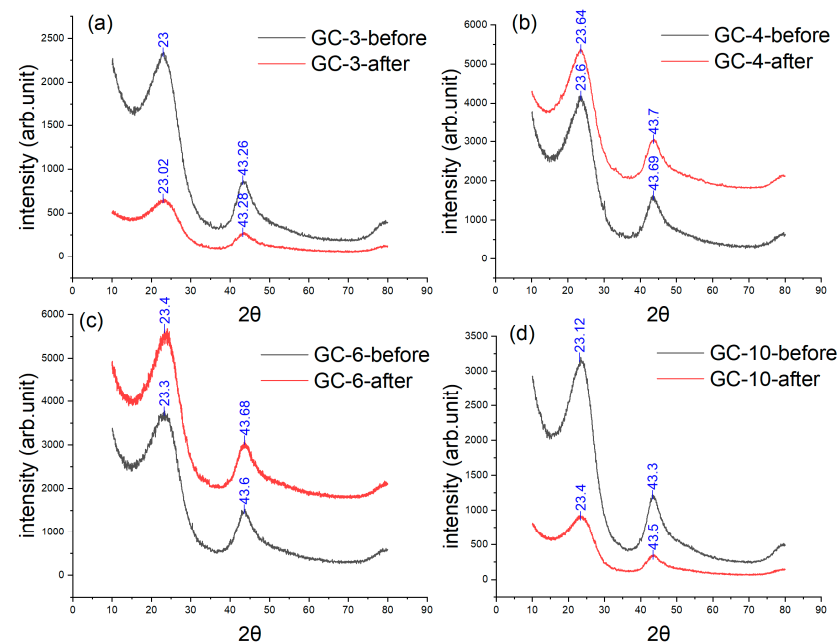 (a)
GC-3-before
GC-3-after
23
23.02
43.26
43.28
intensity (arb.unit)
2500
2000
1500
1000
500
0
0 10 20 30 40 50 60 70 80 90
2θ
(b)
GC-4-before
GC-4-after
23.64
23.6
43.7
43.69
intensity (arb.unit)
6000
5000
4000
3000
2000
1000
0
0 10 20 30 40 50 60 70 80 90
2θ
(c)
GC-6-before
GC-6-after
23.4
23.3
43.68
43.6
intensity (arb.unit)
6000
5000
4000
3000
2000
1000
0
0 10 20 30 40 50 60 70 80 90
2θ
(d)
GC-10-before
GC-10-after
23.12
23.4
43.3
43.5
intensity (arb.unit)
3500
3000
2500
2000
1500
1000
500
0
0 10 20 30 40 50 60 70 80 90
2θ